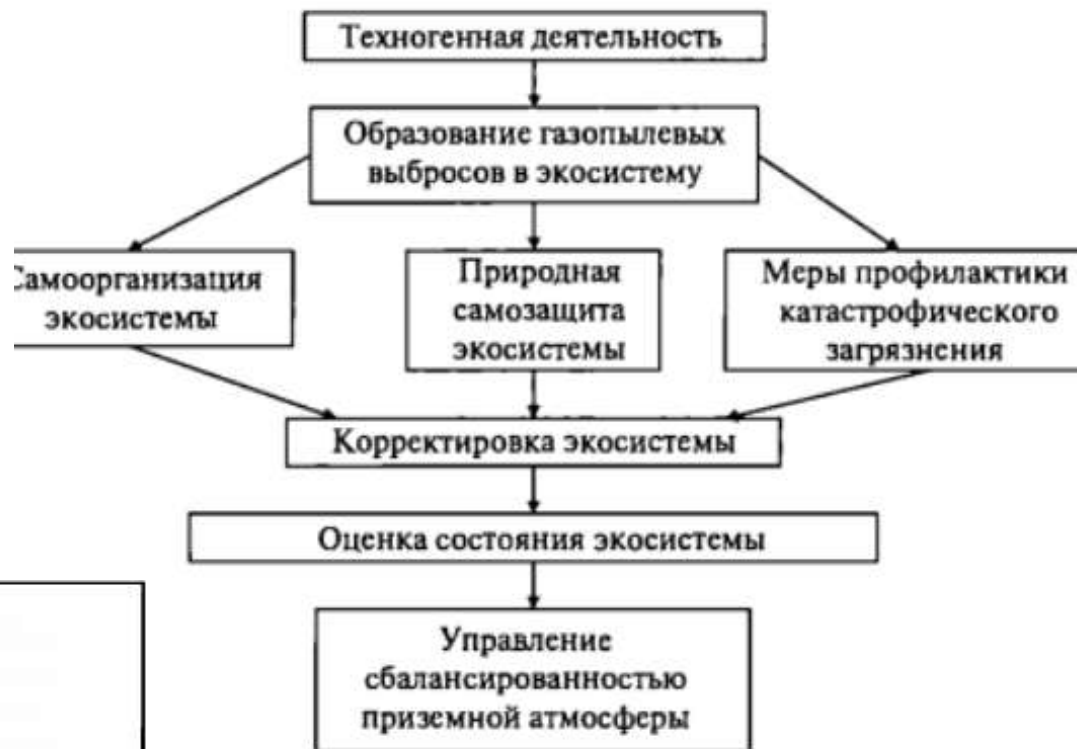 Техногенная деятельность
Образование газопылевых
выбросов в экосистему
Самоорганизация
экосистемы
Природная
самозащита
экосистемы
Меры профилактики
катастрофического
загрязнения
Корректировка экосистемы
Оценка состояния экосистемы
Управление
сбалансированностью
приземной атмосферы